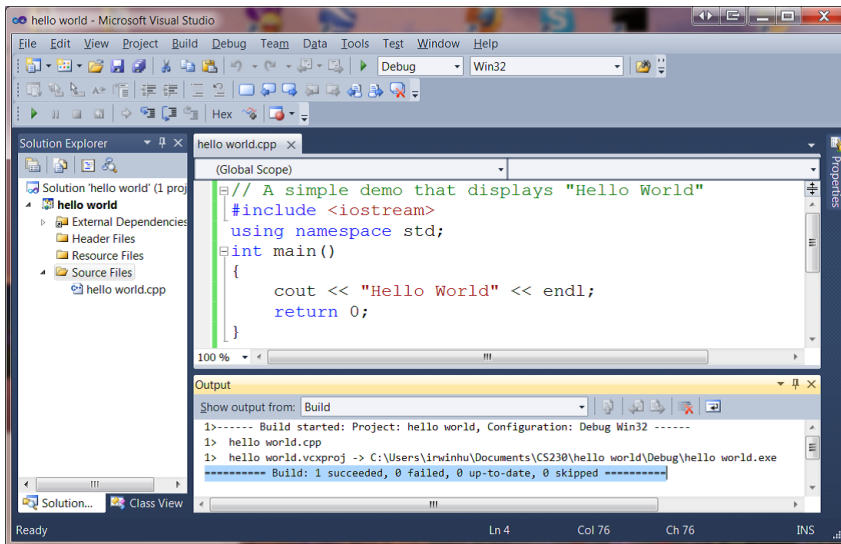 hello world - Microsoft Visual Studio
File Edit View Project Build Debug Team Data Tools Test Window Help
Debug Win32
Hex
Solution Explorer
hello world.cpp
(Global Scope)
Solution 'hello world' (1 proj
hello world
External Dependencies
Header Files
Resource Files
Source Files
hello world.cpp
// A simple demo that displays "Hello World"
#include <iostream>
using namespace std;
int main()
{
cout << "Hello World" << endl;
return 0;
}
100 %
Properties
Output
Show output from: Build
1>------ Build started: Project: hello world, Configuration: Debug Win32 ------
1> hello world.cpp
1> hello world.vcxproj -> C:\Users\irwinhu\Documents\CS230\hello world\Debug\hello world.exe
========== Build: 1 succeeded, 0 failed, 0 up-to-date, 0 skipped ==========
Solution... Class View
Ready Ln 4 Col 76 Ch 76 INS